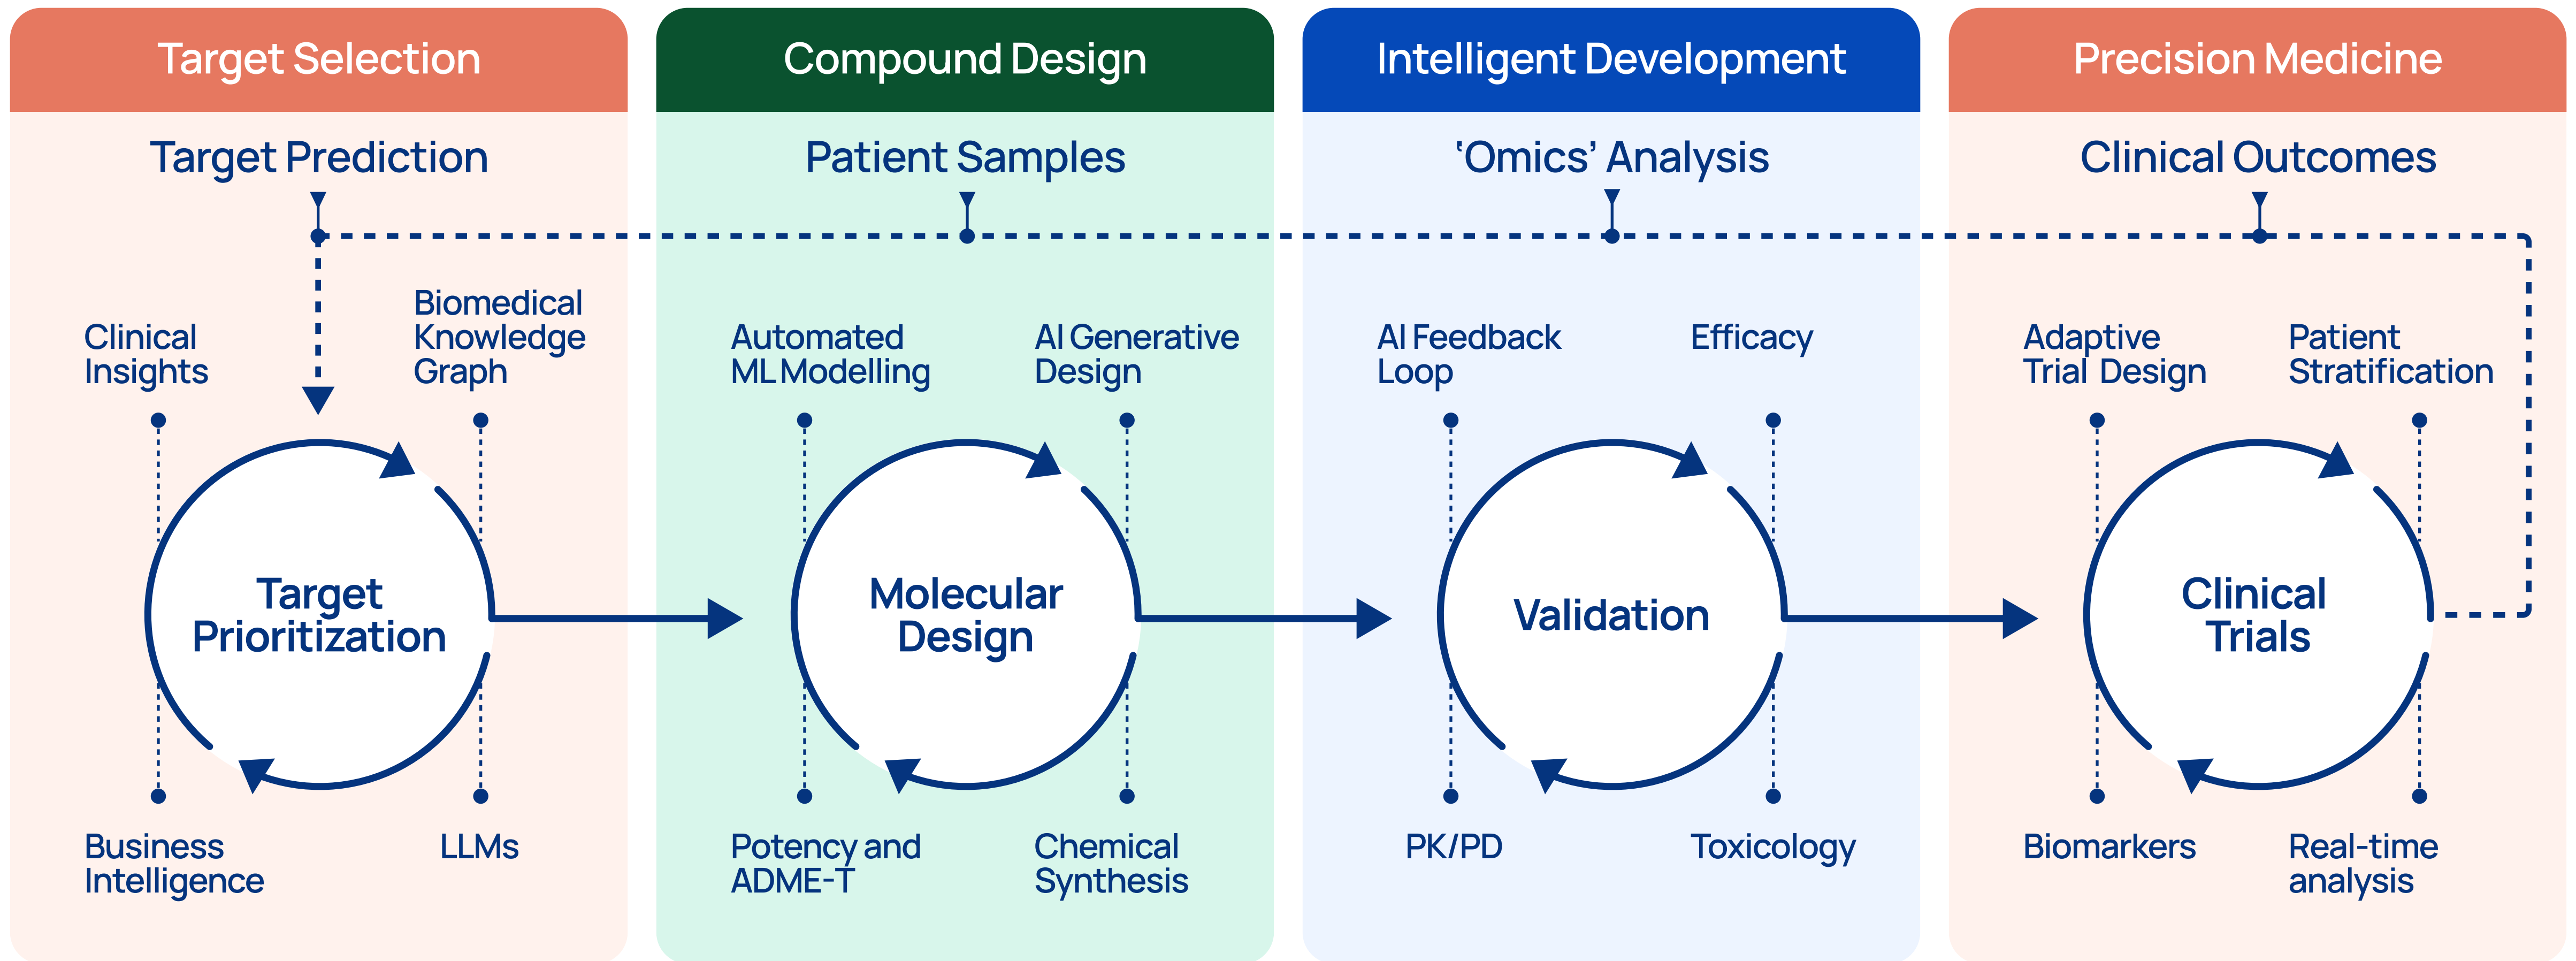 Target Selection
Target Prediction
Clinical
Insights
Biomedical
Knowledge
Graph
Target
Prioritization
Business
Intelligence
LLMs
Compound Design
Patient Samples
Automated
ML Modelling
AI Generative
Design
Molecular
Design
Potency and
ADME-T
Chemical
Synthesis
Intelligent Development
‘Omics’ Analysis
AI Feedback
Loop
Efficacy
Validation
PK/PD
Toxicology
Precision Medicine
Clinical Outcomes
Adaptive
Trial Design
Patient
Stratification
Clinical
Trials
Biomarkers
Real-time
analysis